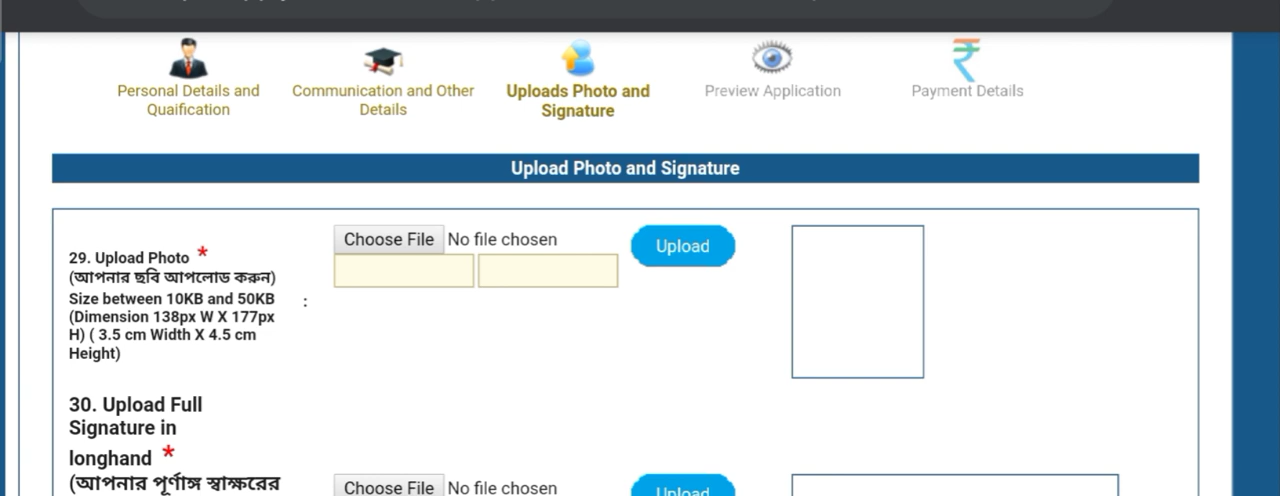 Personal Details and
Quaification
Communication and Other
Details
Uploads Photo and
Signature
Preview Application
Payment Details
Upload Photo and Signature
29. Upload Photo *
(আপনার ছবি আপলোড করুন)
Size between 10KB and 50KB
(Dimension 138px W X 177px
H) ( 3.5 cm Width X 4.5 cm
Height)
:
Choose File No file chosen
Upload
30. Upload Full
Signature in
longhand *
(আপনার পূর্ণাঙ্গ স্বাক্ষরের
Choose File No file chosen
Upload